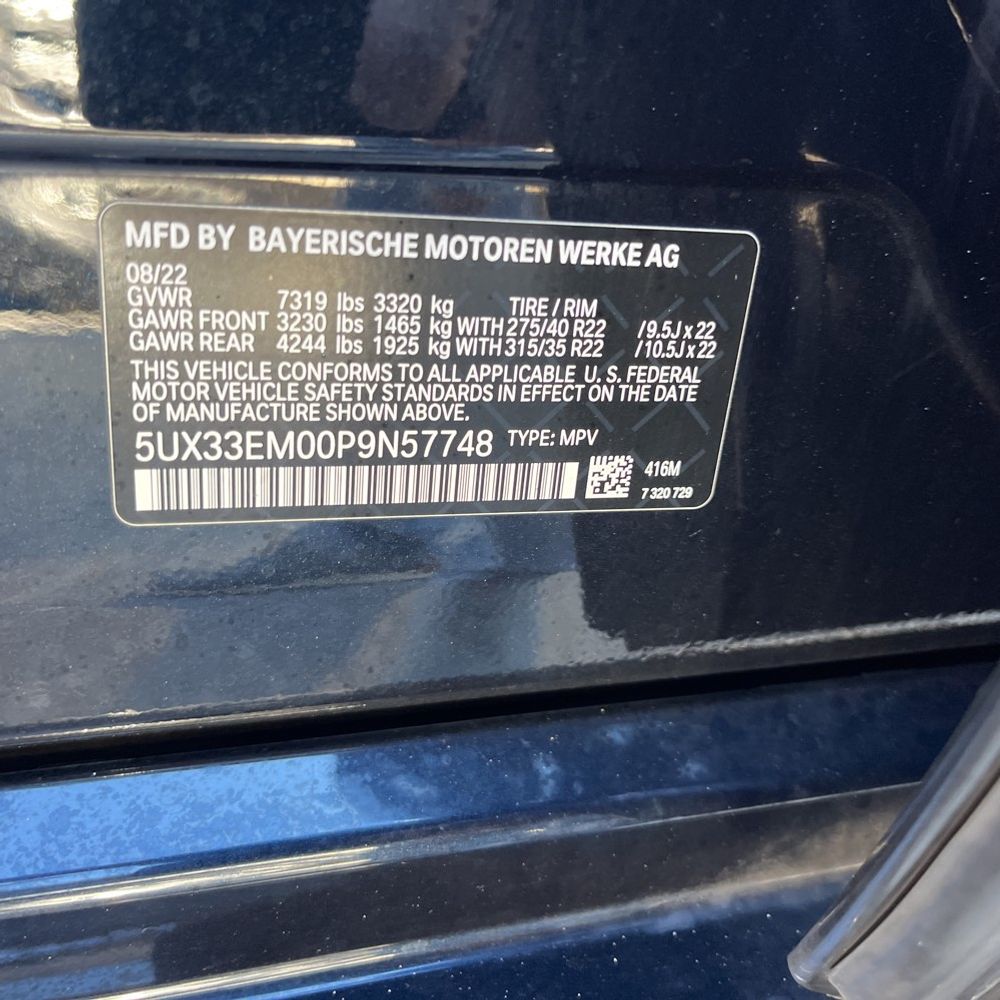 MFD BY BAYERISCHE MOTOREN WERKE AG
08/22
GVWR 7319 lbs 3320 kg TIRE / RIM
GAWR FRONT 3230 lbs 1465 kg WITH 275/40 R22 /9.5J x 22
GAWR REAR 4244 lbs 1925 kg WITH 315/35 R22 /10.5J x 22
THIS VEHICLE CONFORMS TO ALL APPLICABLE U. S. FEDERAL
MOTOR VEHICLE SAFETY STANDARDS IN EFFECT ON THE DATE
OF MANUFACTURE SHOWN ABOVE.
5UX33EM00P9N57748 TYPE: MPV
416M
7 320 729